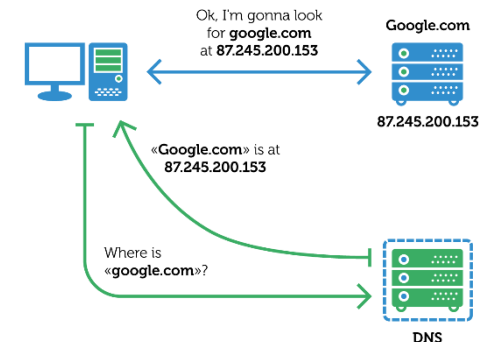 Ok, I'm gonna look
for google.com
at 87.245.200.153
Google.com
87.245.200.153
«Google.com» is at
87.245.200.153
Where is
«google.com»?
DNS